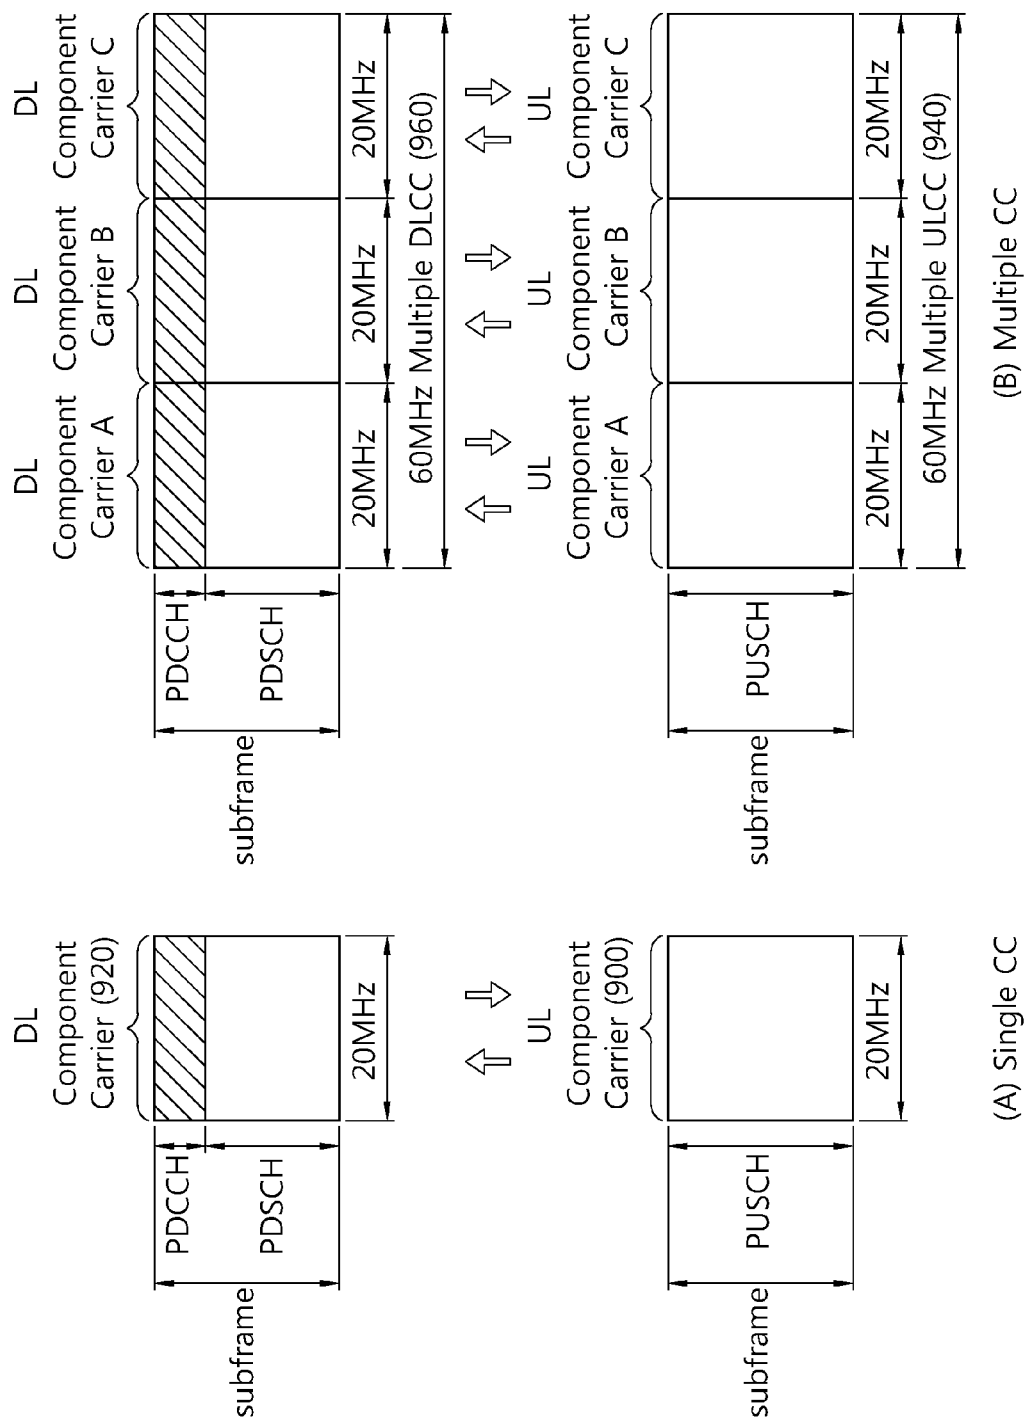 DL
Component
Carrier (920)
PDCCH
PDSCH
subframe
20MHz
UL
Component
Carrier (900)
PUSCH
subframe
20MHz
(A) Single CC
DL
Component
Carrier A
DL
Component
Carrier B
DL
Component
Carrier C
PDCCH
PDSCH
subframe
20MHz
20MHz
20MHz
60MHz Multiple DLCC (960)
UL
Component
Carrier A
UL
Component
Carrier B
UL
Component
Carrier C
PUSCH
subframe
20MHz
20MHz
20MHz
60MHz Multiple ULCC (940)
(B) Multiple CC